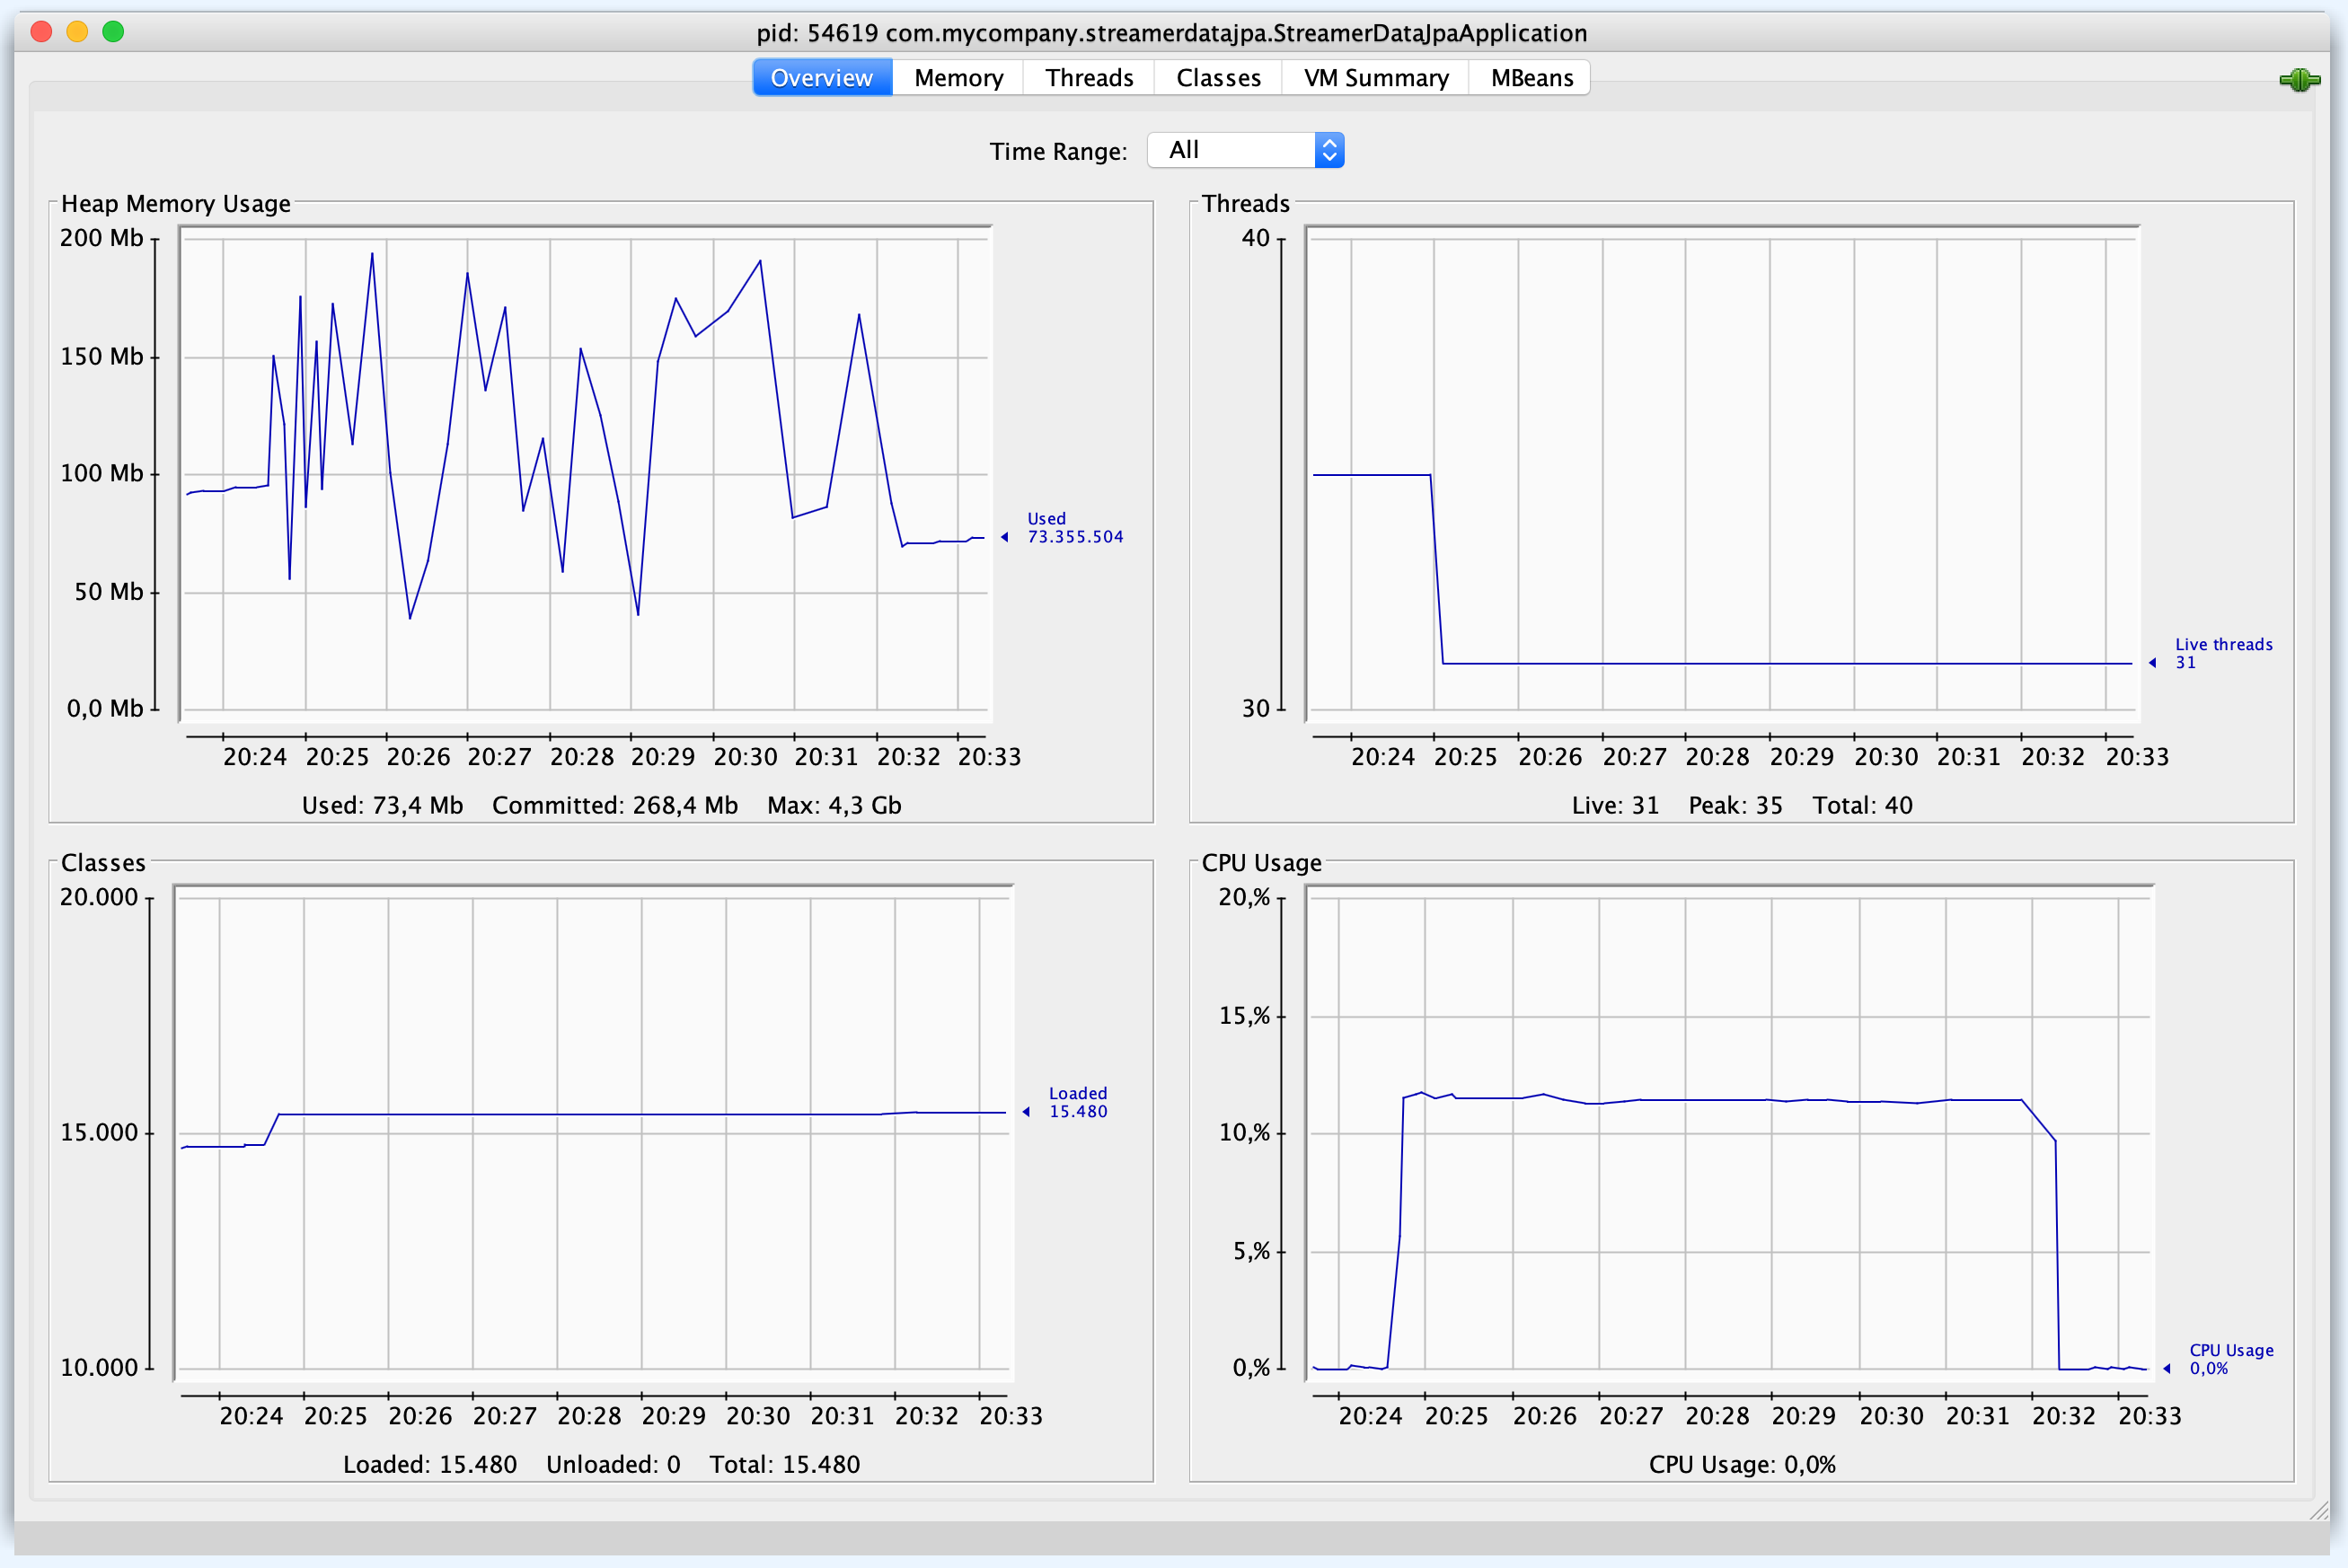 pid: 54619 com.mycompany.streamerdatajpa.StreamerDataJpaApplication
Overview Memory Threads Classes VM Summary MBeans
Time Range: All
Heap Memory Usage
200 Mb
150 Mb
100 Mb
50 Mb
0,0 Mb
Used
73.355.504
20:24 20:25 20:26 20:27 20:28 20:29 20:30 20:31 20:32 20:33
Used: 73,4 Mb Committed: 268,4 Mb Max: 4,3 Gb
Threads
40
30
Live threads
31
20:24 20:25 20:26 20:27 20:28 20:29 20:30 20:31 20:32 20:33
Live: 31 Peak: 35 Total: 40
Classes
20.000
15.000
10.000
Loaded
15.480
20:24 20:25 20:26 20:27 20:28 20:29 20:30 20:31 20:32 20:33
Loaded: 15.480 Unloaded: 0 Total: 15.480
CPU Usage
20,%
15,%
10,%
5,%
0,%
CPU Usage
0,0%
20:24 20:25 20:26 20:27 20:28 20:29 20:30 20:31 20:32 20:33
CPU Usage: 0,0%